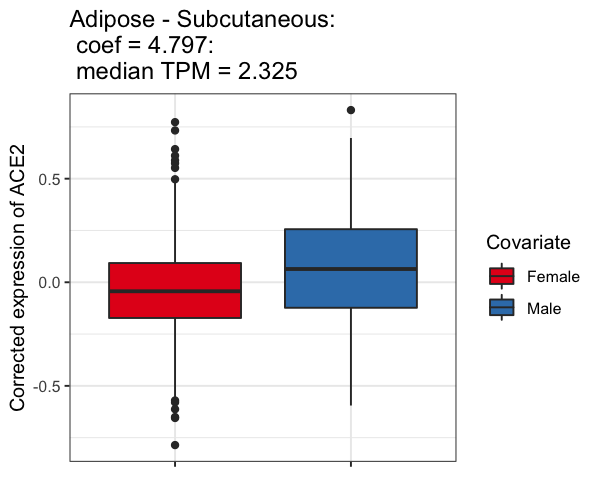 Adipose - Subcutaneous:
coef = 4.797:
median TPM = 2.325
Corrected expression of ACE2
0.5
0.0
-0.5
Covariate
Female
Male